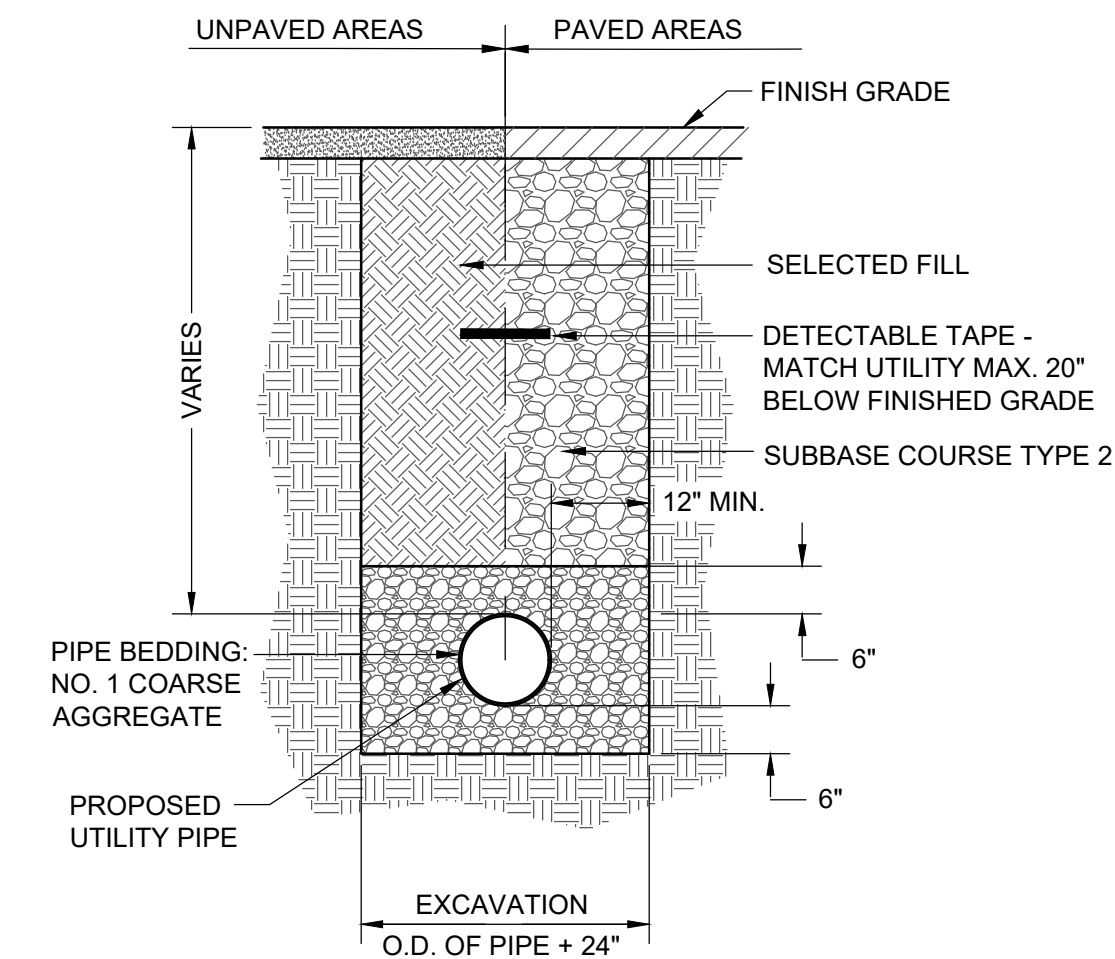 UNPAVED AREAS
PAVED AREAS
FINISH GRADE
VARIES
SELECTED FILL
DETECTABLE TAPE -
MATCH UTILITY MAX. 20"
BELOW FINISHED GRADE
SUBBASE COURSE TYPE 2
12" MIN.
PIPE BEDDING:
NO. 1 COARSE
AGGREGATE
6"
PROPOSED
UTILITY PIPE
6"
EXCAVATION
O.D. OF PIPE + 24"